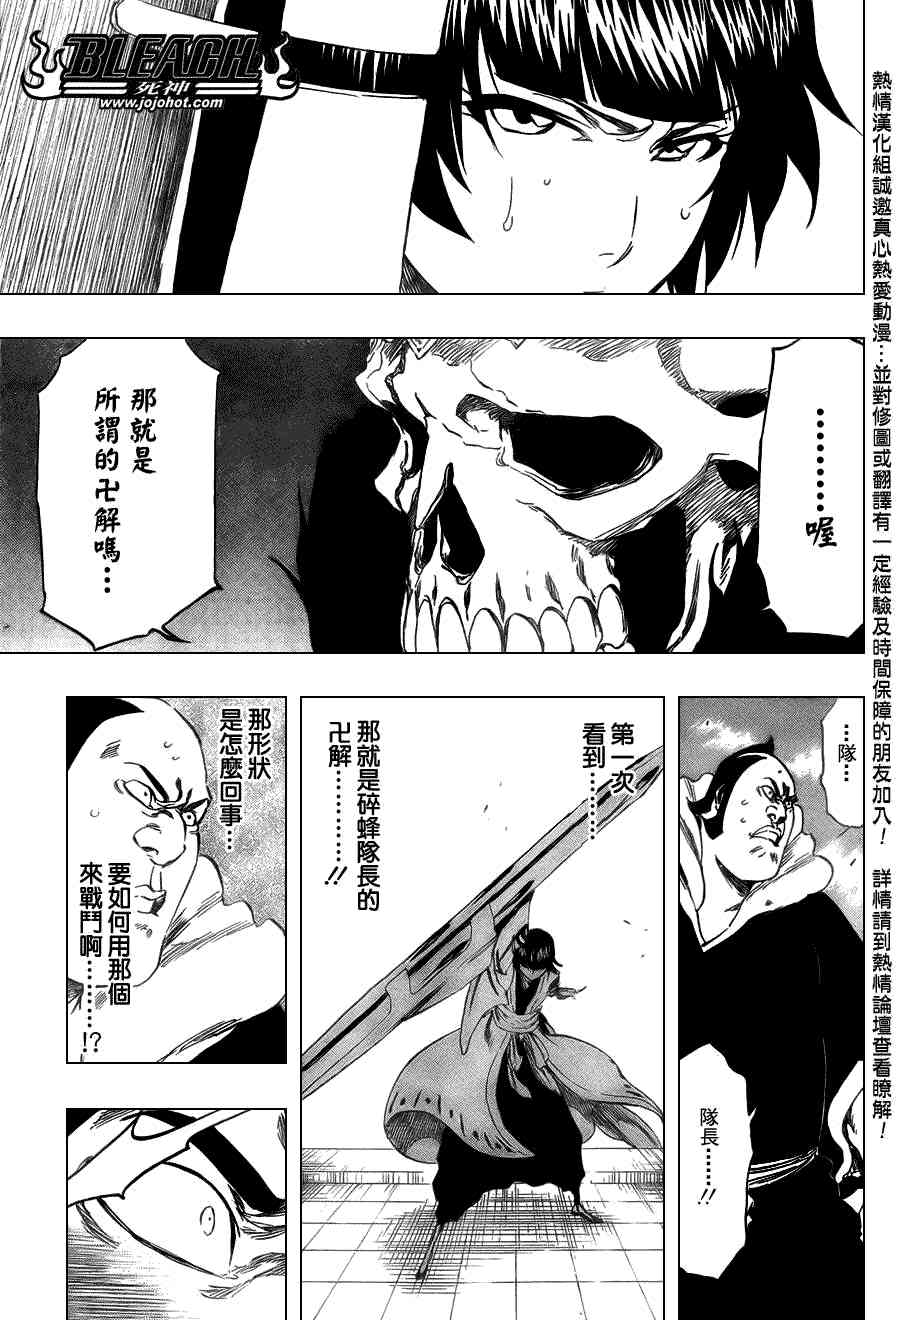 BLEACH
死神
www.jojohot.com
熱情漢化組誠邀真心熱愛動漫…並對修圖或翻譯有一定經驗及時間保障的朋友加入！ 詳情請到熱情論壇查看瞭解！
………喔
那就是
所謂的卍解嗎…
…隊…
隊長……!!
第一次
看到………
那就是碎蜂隊長的
卍解………!!
那形狀
是怎麼回事…
要如何用那個
來戰鬥啊………!?